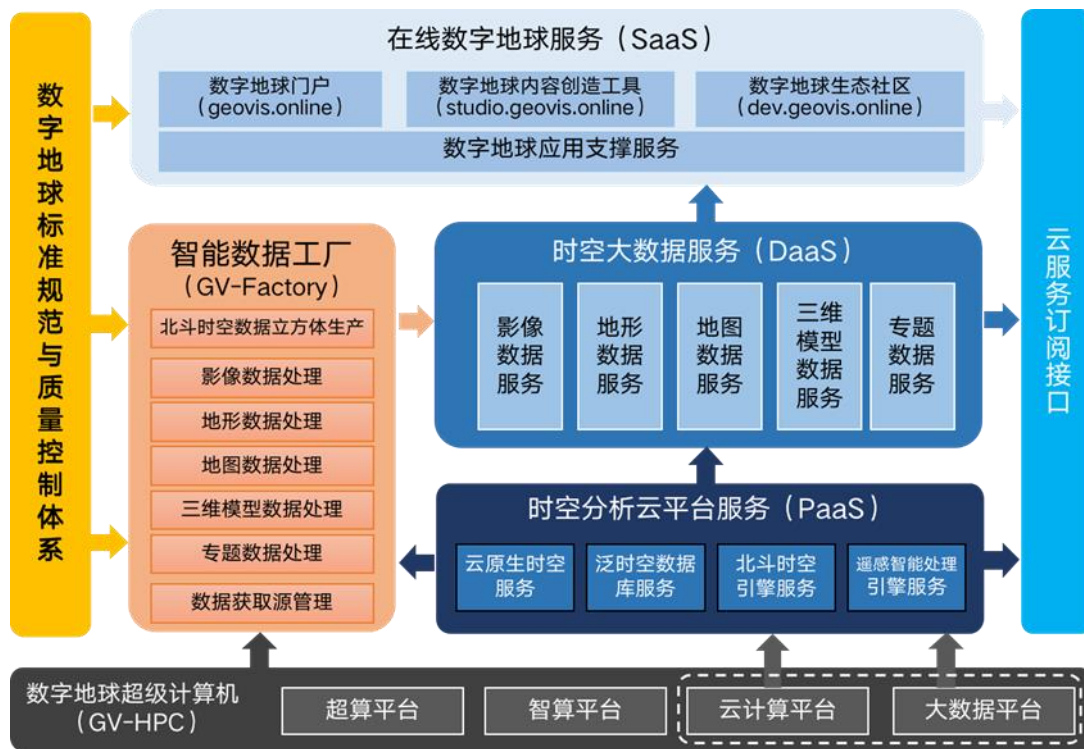 数字地球标准规范与质量控制体系
在线数字地球服务（SaaS）
数字地球门户
(geovis.online)
数字地球内容创造工具
(studio.geovis.online)
数字地球生态社区
(dev.geovis.online)
数字地球应用支撑服务
智能数据工厂
（GV-Factory）
北斗时空数据立方体生产
影像数据处理
地形数据处理
地图数据处理
三维模型数据处理
专题数据处理
数据获取源管理
时空大数据服务（DaaS）
影像
数据
服务
地形
数据
服务
地图
数据
服务
三维
模型
数据
服务
专题
数据
服务
时空分析云平台服务（PaaS）
云原生时空
服务
泛时空数据
库服务
北斗时空
引擎服务
遥感智能处理
引擎服务
云服务订阅接口
数字地球超级计算机
（GV-HPC）
超算平台
智算平台
云计算平台
大数据平台